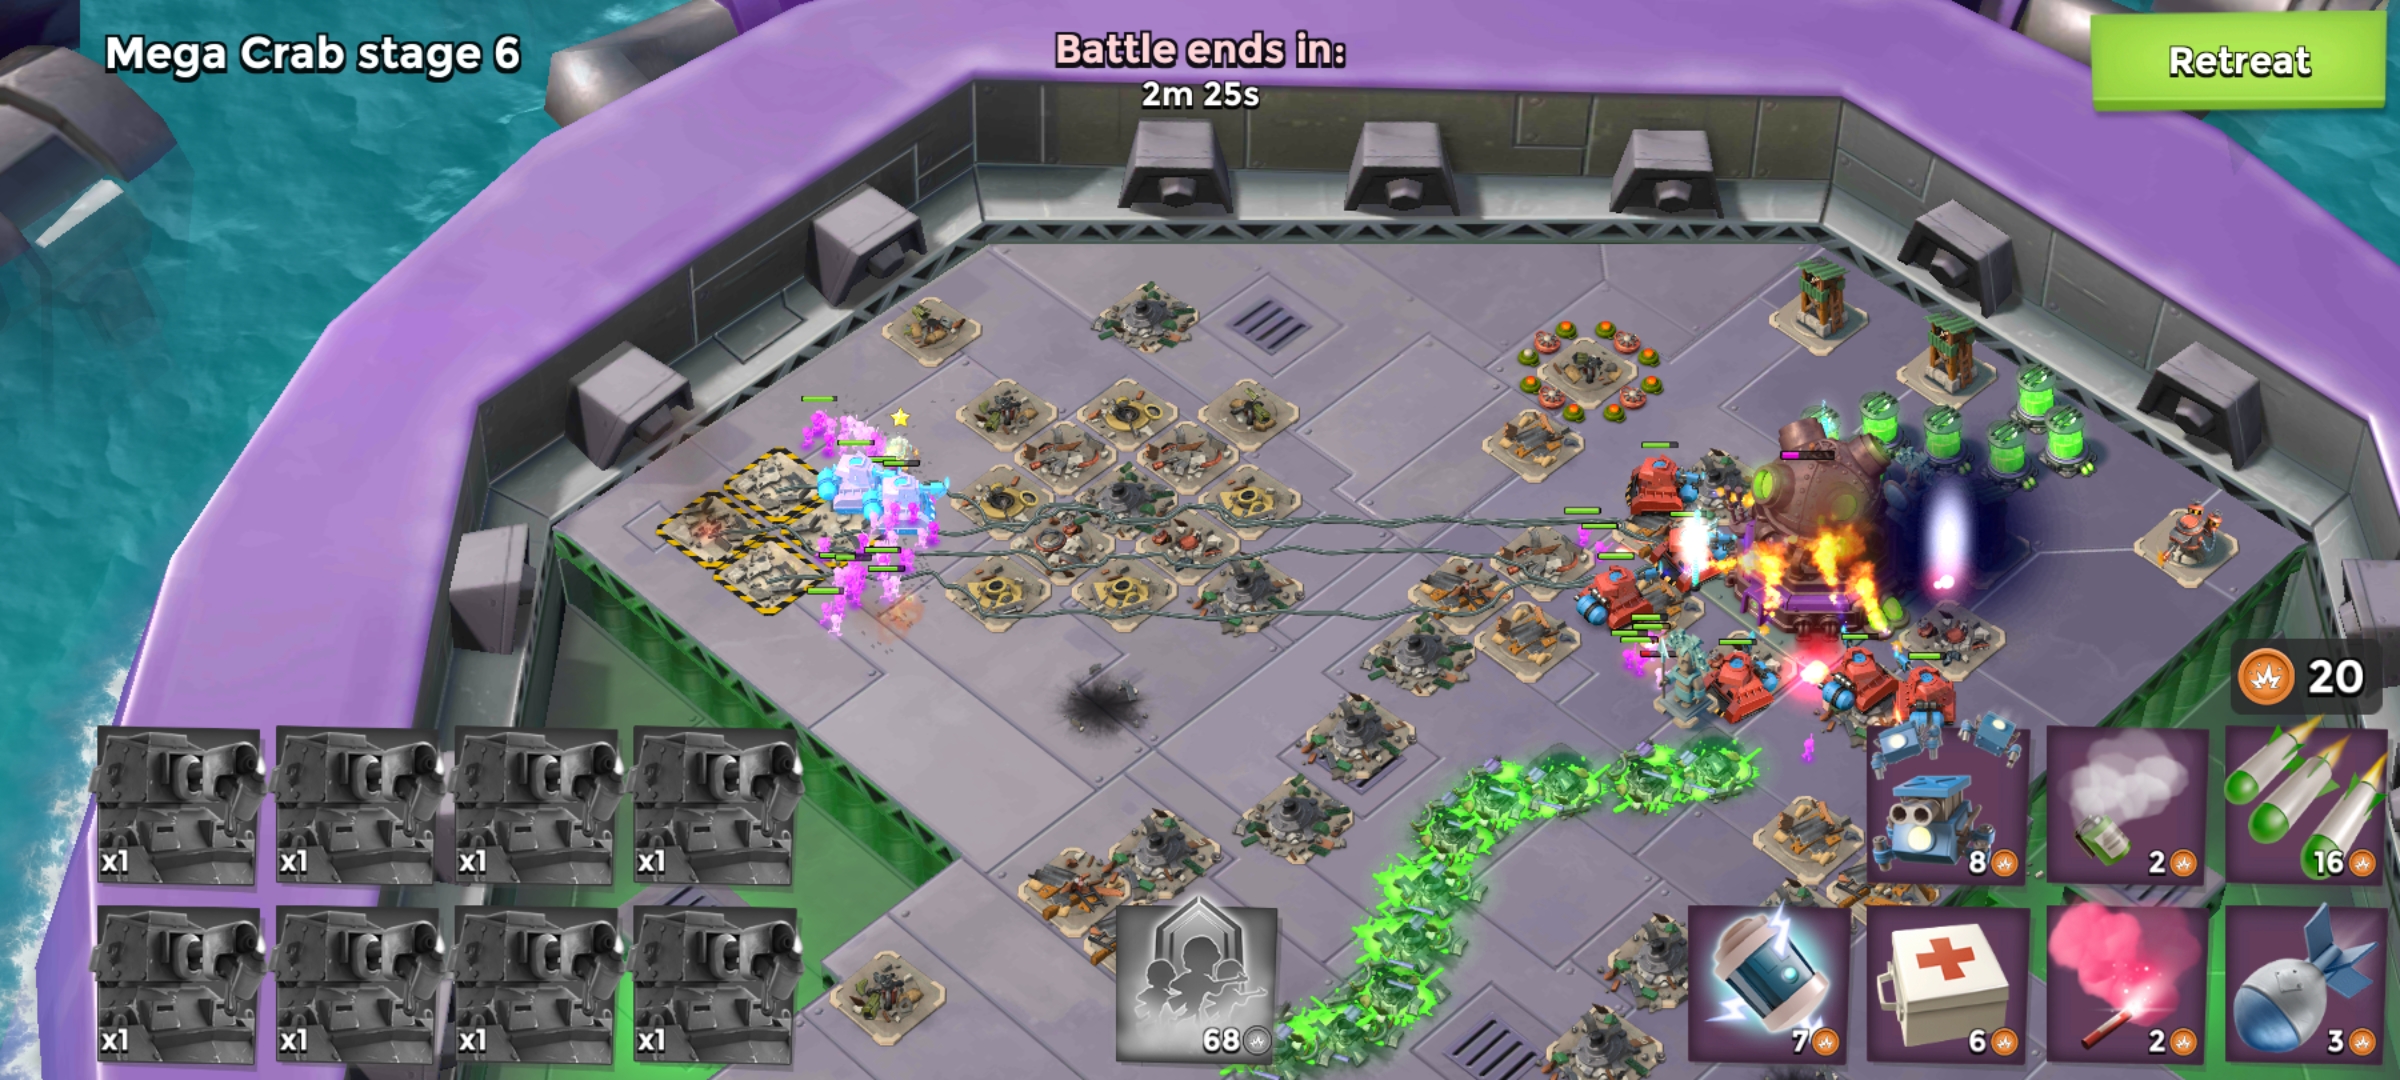 Mega Crab stage 6
Battle ends in:
2m 25s
Retreat
20
x1
x1
x1
x1
8
2
16
x1
x1
x1
x1
68
7
6
2
3